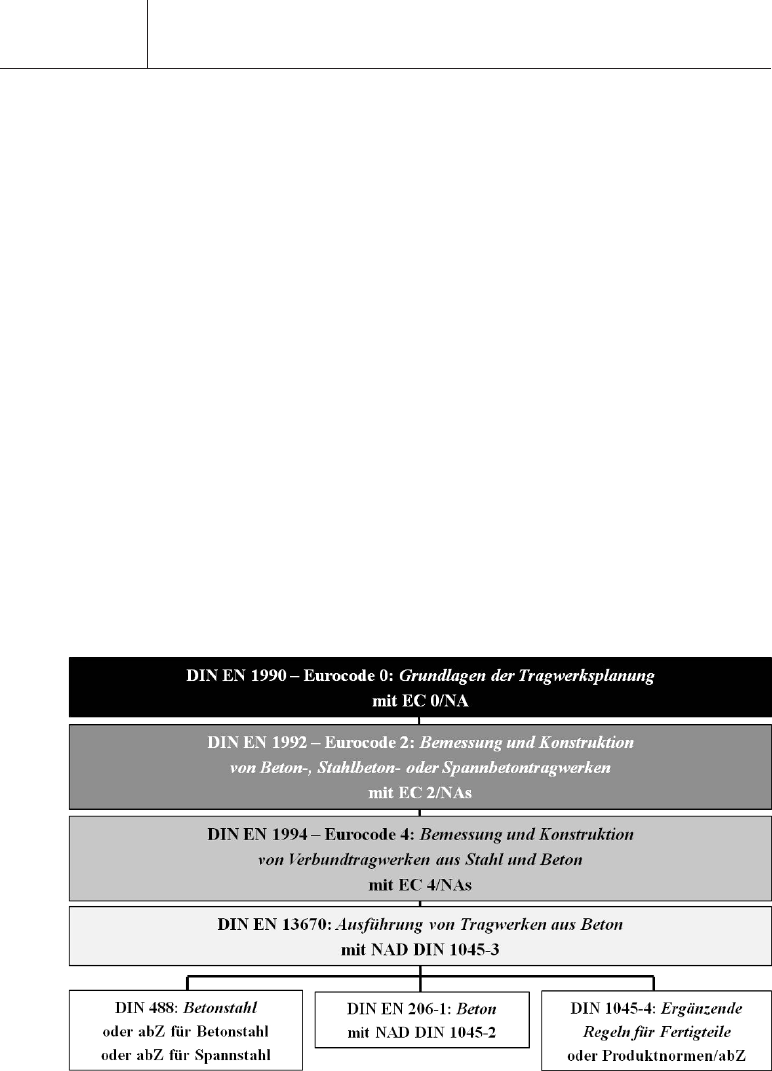 DIN EN 1990 – Eurocode 0: Grundlagen der Tragwerksplanung
mit EC 0/NA
DIN EN 1992 – Eurocode 2: Bemessung und Konstruktion
von Beton-, Stahlbeton- oder Spannbetontragwerken
mit EC 2/NAs
DIN EN 1994 – Eurocode 4: Bemessung und Konstruktion
von Verbundtragwerken aus Stahl und Beton
mit EC 4/NAs
DIN EN 13670: Ausführung von Tragwerken aus Beton
mit NAD DIN 1045-3
DIN 488: Betonstahl
oder abZ für Betonstahl
oder abZ für Spannstahl
DIN EN 206-1: Beton
mit NAD DIN 1045-2
DIN 1045-4: Ergänzende
Regeln für Fertigteile
oder Produktnormen/abZ